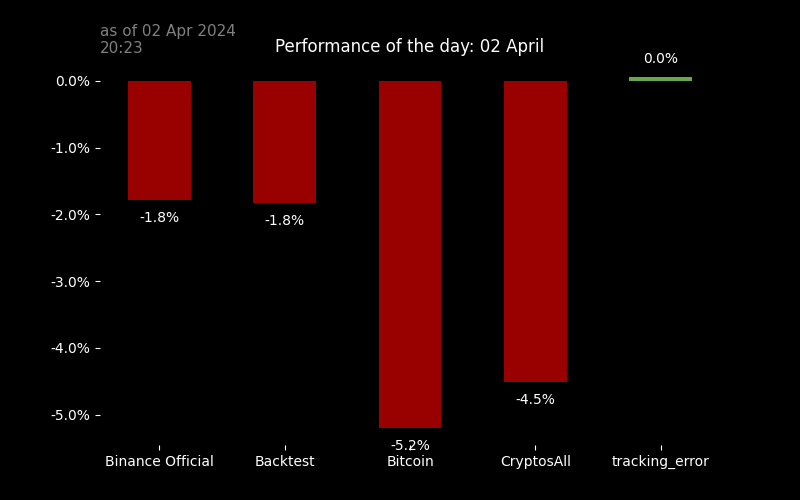 as of 02 Apr 2024
20:23
Performance of the day: 02 April
0.0%
0.0%
-1.0%
-2.0%
-3.0%
-4.0%
-5.0%
-1.8%
-1.8%
-5.2%
-4.5%
Binance Official
Backtest
Bitcoin
CryptosAll
tracking_error